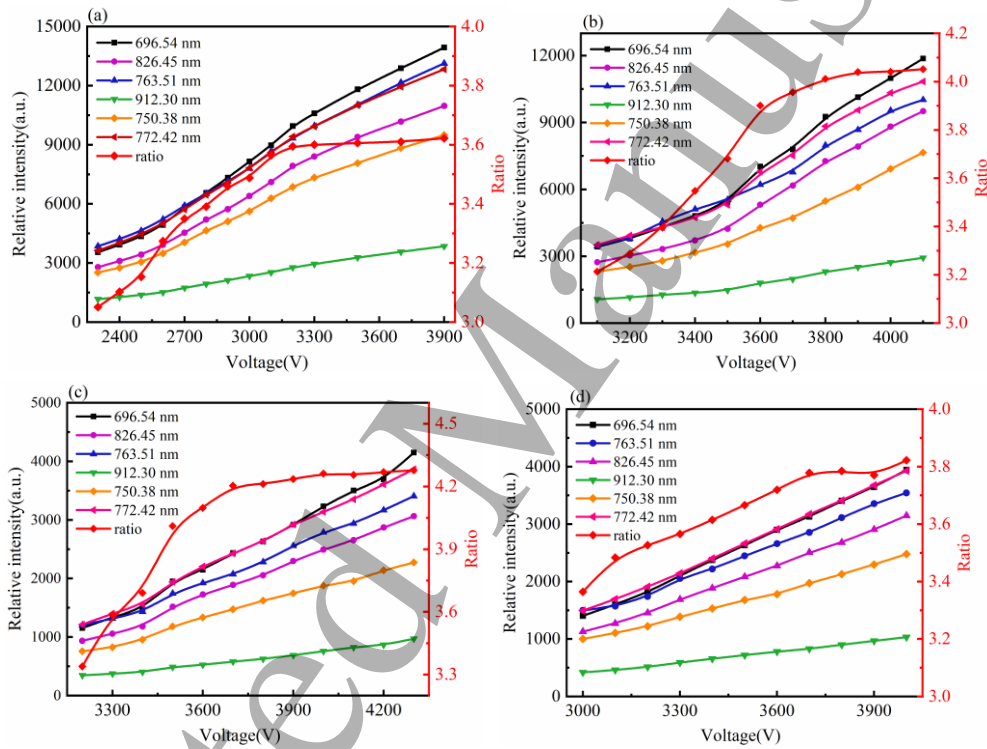 (a)
15000
12000
9000
6000
3000
0
Relative intensity(a.u.)
696.54 nm
826.45 nm
763.51 nm
912.30 nm
750.38 nm
772.42 nm
ratio
4.0
3.8
3.6
3.4
3.2
3.0
Ratio
2400 2700 3000 3300 3600 3900
Voltage(V)
(b)
12000
9000
6000
3000
0
Relative intensity(a.u.)
696.54 nm
826.45 nm
763.51 nm
912.30 nm
750.38 nm
772.42 nm
ratio
4.2
4.0
3.8
3.6
3.4
3.2
3.0
Ratio
3200 3400 3600 3800 4000
Voltage(V)
(c)
5000
4000
3000
2000
1000
0
Relative intensity(a.u.)
696.54 nm
826.45 nm
763.51 nm
912.30 nm
750.38 nm
772.42 nm
ratio
4.5
4.2
3.9
3.6
3.3
Ratio
3300 3600 3900 4200
Voltage(V)
(d)
5000
4000
3000
2000
1000
0
Relative intensity(a.u.)
696.54 nm
763.51 nm
826.45 nm
912.30 nm
750.38 nm
772.42 nm
ratio
4.0
3.8
3.6
3.4
3.2
3.0
Ratio
3000 3300 3600 3900
Voltage(V)
ted Manus